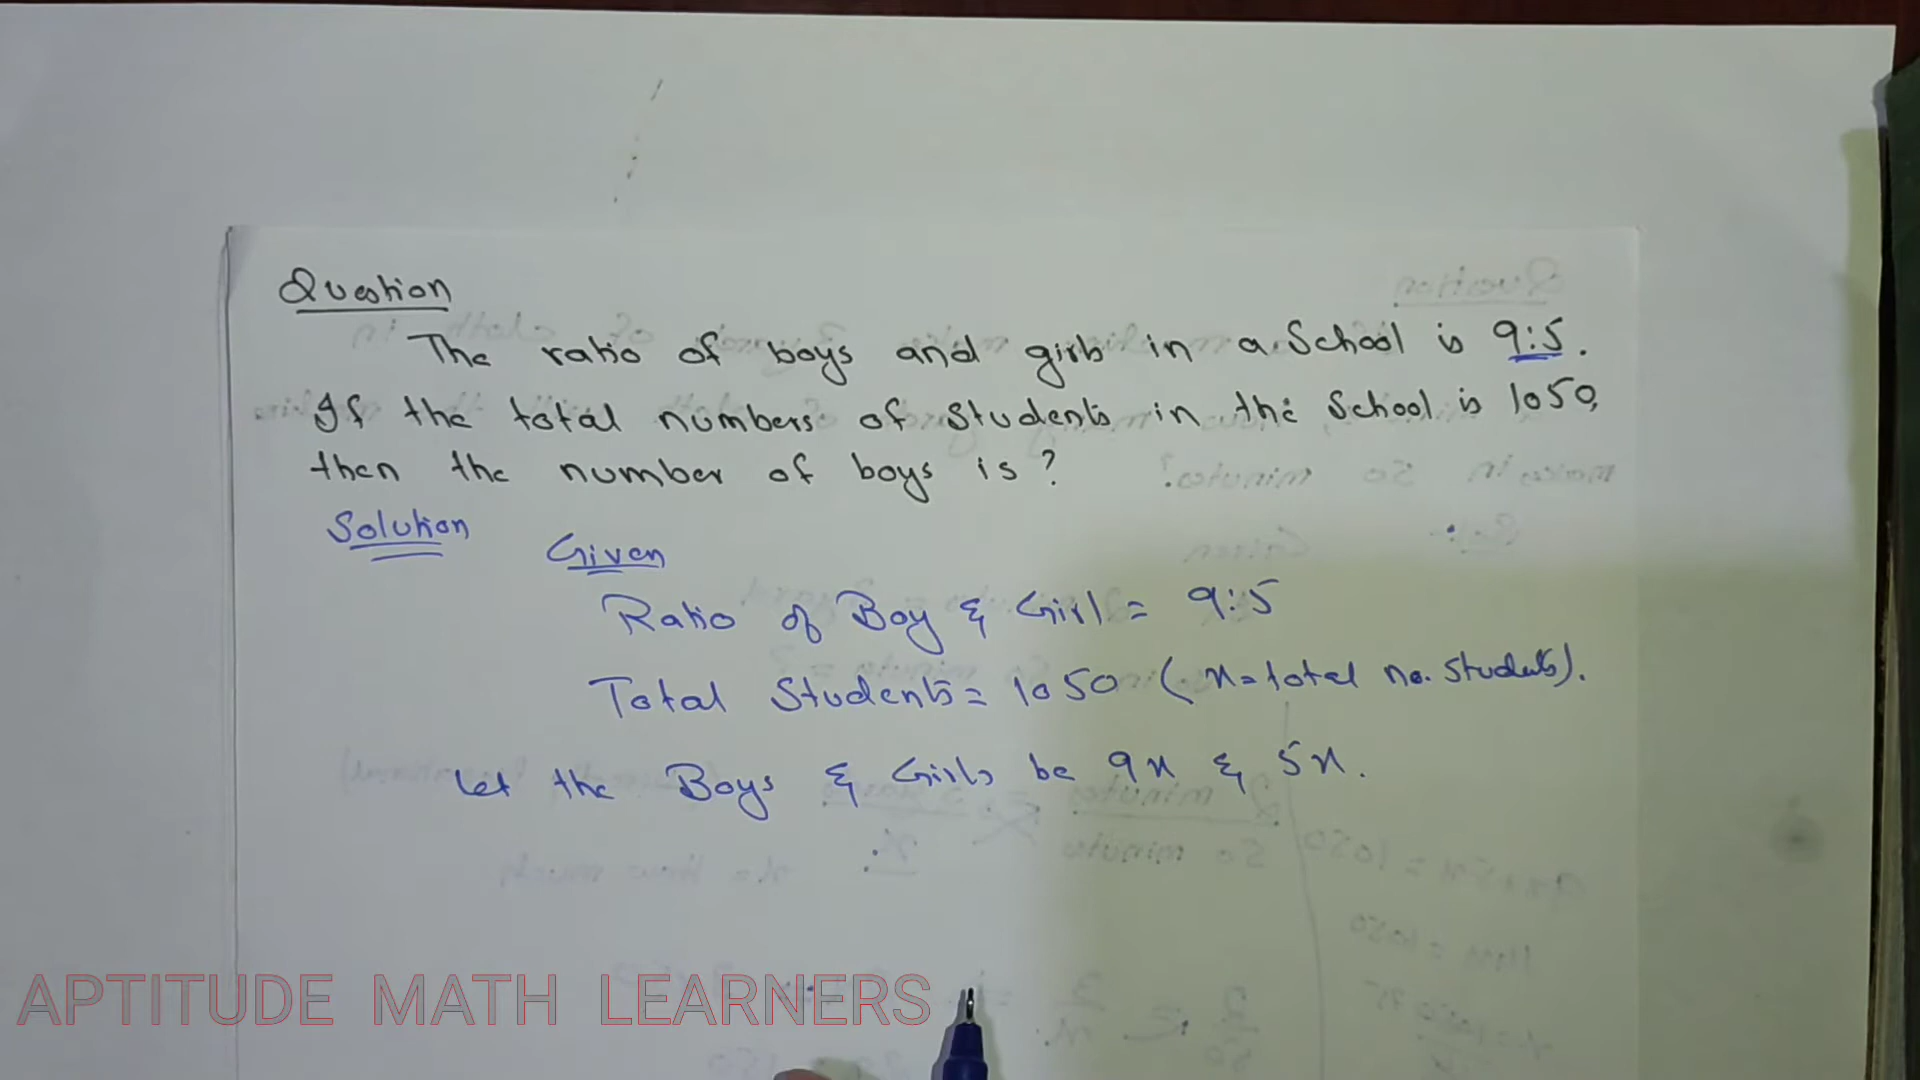 Question
The ratio of boys and girls in a School is 9:5.
If the total numbers of Students in the School is 1050,
then the number of boys is?
Solution
Given
Ratio of Boy & Girl = 9:5
Total Students = 1050 (x=total no. Students).
Let the Boys & Girls be 9x & 5x.
APTITUDE MATH LEARNERS